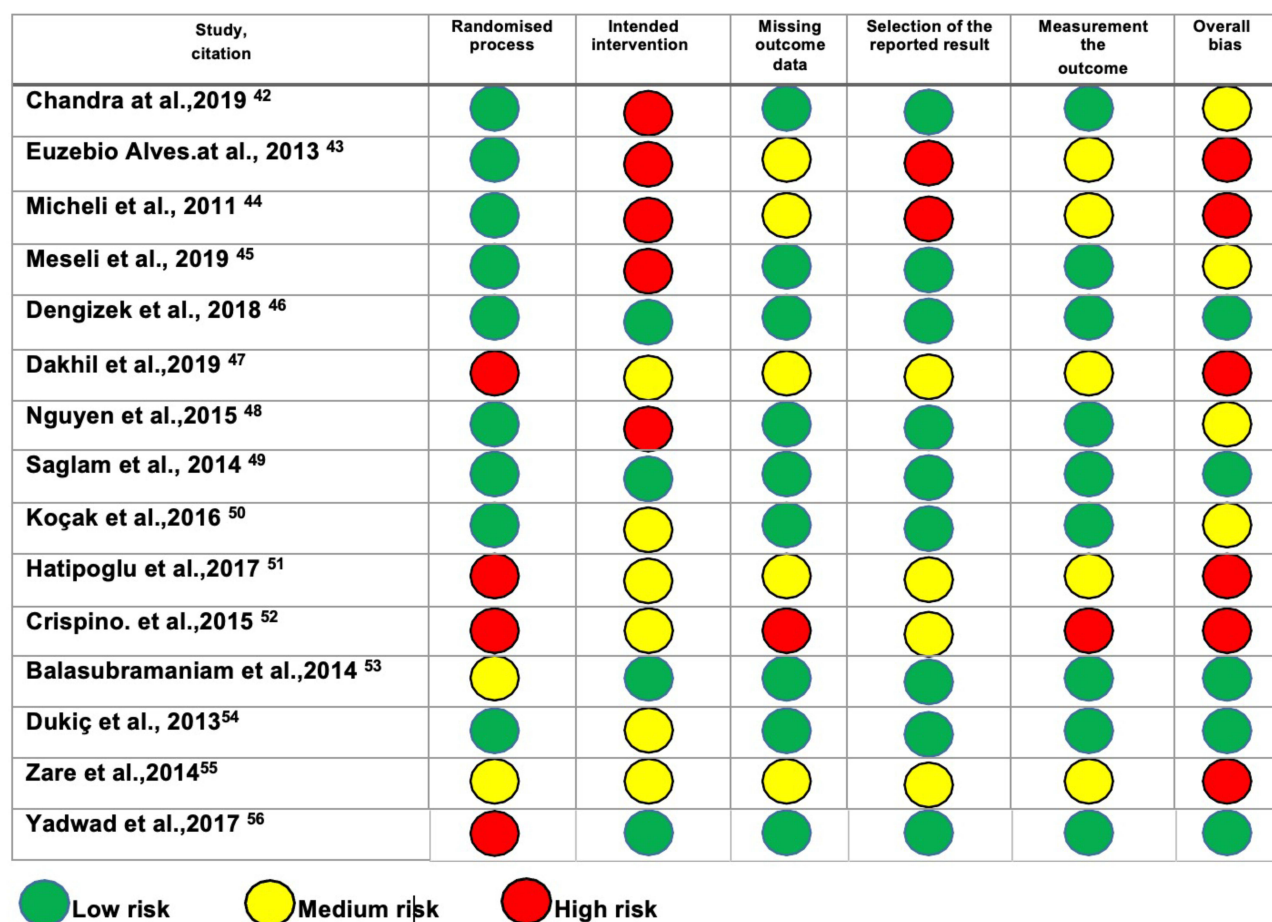 Study,
citation
Randomised
process
Intended
intervention
Missing
outcome
data
Selection of the
reported result
Measurement
the
outcome
Overall
bias
Chandra at al.,2019 42
Euzebio Alves.at al., 2013 43
Micheli et al., 2011 44
Meseli et al., 2019 45
Dengizek et al., 2018 46
Dakhil et al.,2019 47
Nguyen et al.,2015 48
Saglam et al., 2014 49
Koçak et al.,2016 50
Hatipoglu et al.,2017 51
Crispino. et al.,2015 52
Balasubramaniam et al.,2014 53
Dukiç et al., 201354
Zare et al.,201455
Yadwad et al.,2017 56
Low risk Medium risk High risk